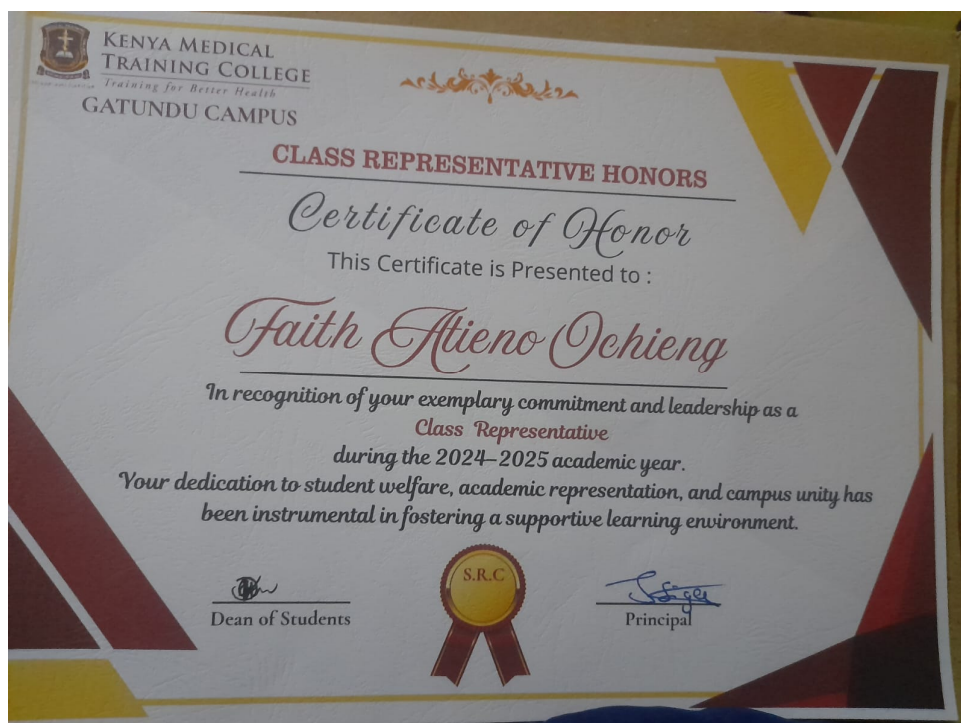 KENYA MEDICAL
TRAINING COLLEGE
Training for Better Health
GATUNDU CAMPUS
CLASS REPRESENTATIVE HONORS
Certificate of Honor
This Certificate is Presented to :
Faith Atieno Ochieng
In recognition of your exemplary commitment and leadership as a
Class Representative
during the 2024–2025 academic year.
Your dedication to student welfare, academic representation, and campus unity has
been instrumental in fostering a supportive learning environment.
S.R.C
Dean of Students
Principal